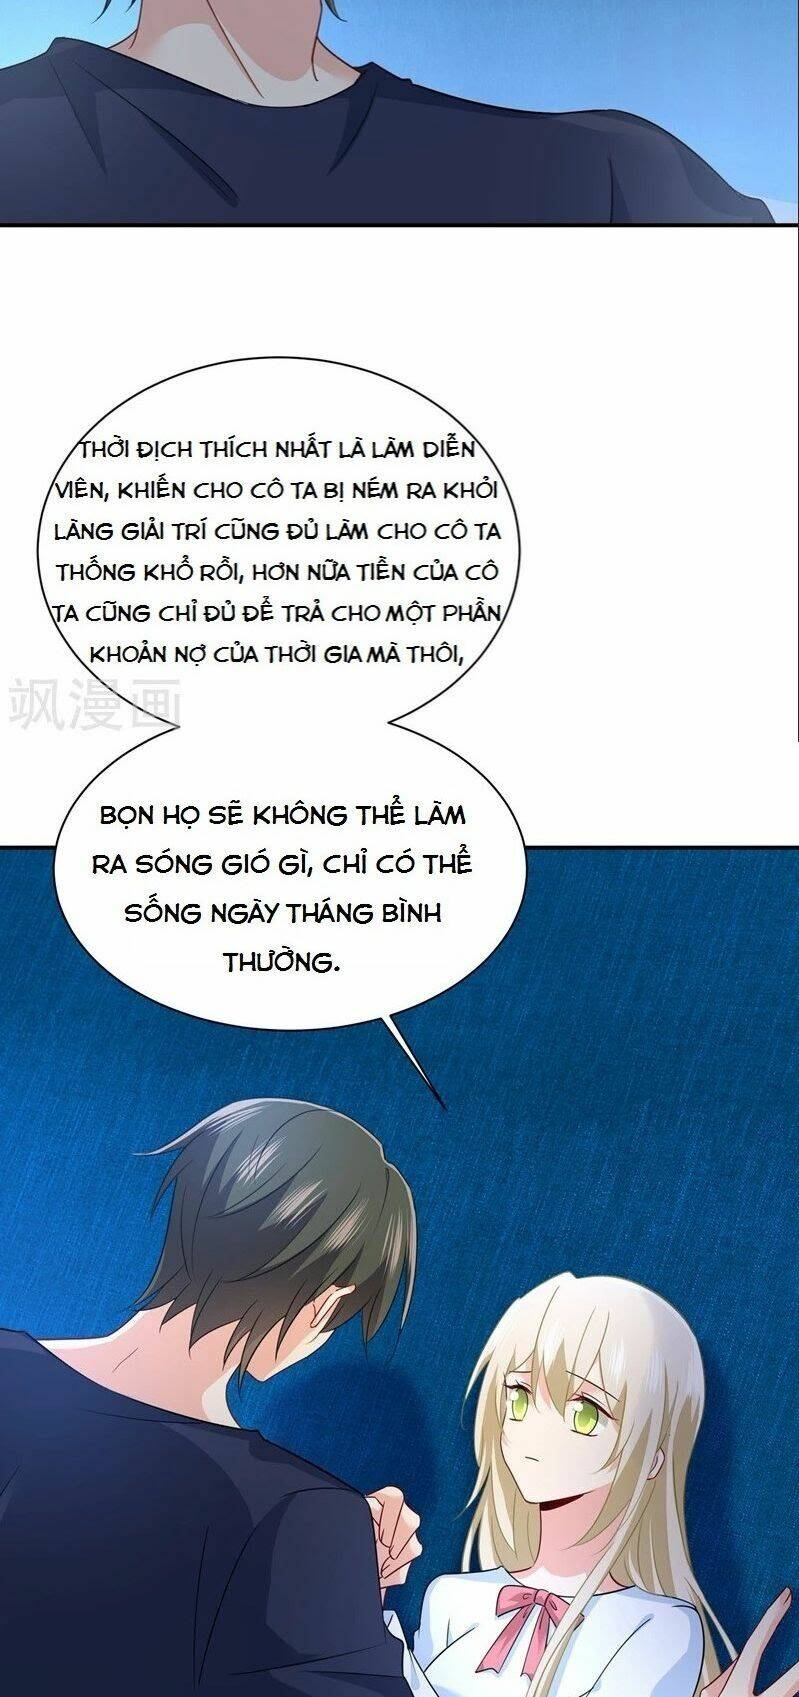 THỜI ĐỊCH THÍCH NHẤT LÀ LÀM DIỄN
VIÊN, KHIẾN CHO CÔ TA BỊ NÉM RA KHỎI
LÀNG GIẢI TRÍ CŨNG ĐỦ LÀM CHO CÔ TA
THỐNG KHỔ RỒI, HƠN NỮA TIỀN CỦA CÔ
TA CŨNG CHỈ ĐỦ ĐỂ TRẢ CHO MỘT PHẦN
KHOẢN NỢ CỦA THỜI GIA MÀ THÔI,
飒漫画
BỌN HỌ SẼ KHÔNG THỂ LÀM
RA SÓNG GIÓ GÌ, CHỈ CÓ THỂ
SỐNG NGÀY THÁNG BÌNH
THƯỜNG.